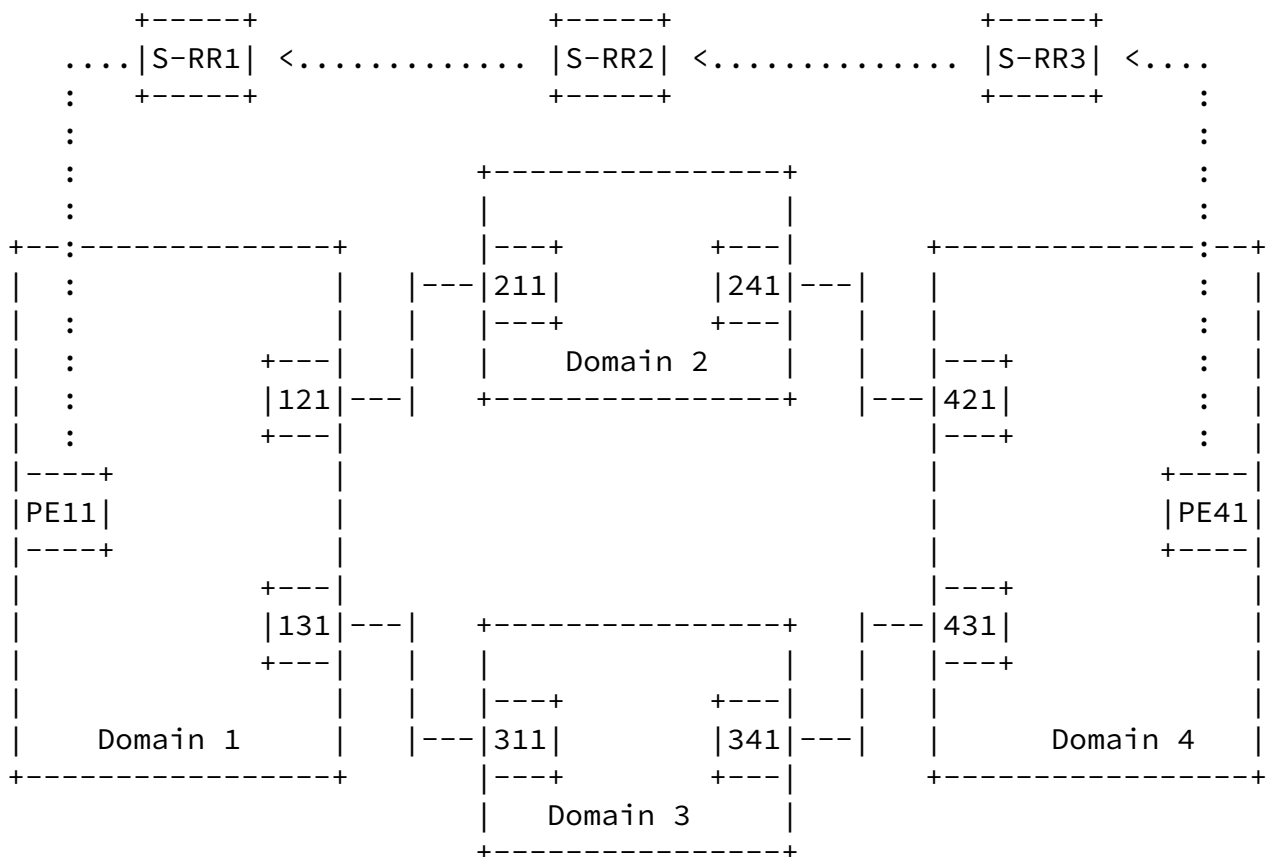 S-RR1 S-RR2 S-RR3
211 241
Domain 2
121 421
PE11 PE41
131 431
Domain 1 311 341 Domain 4
Domain 3